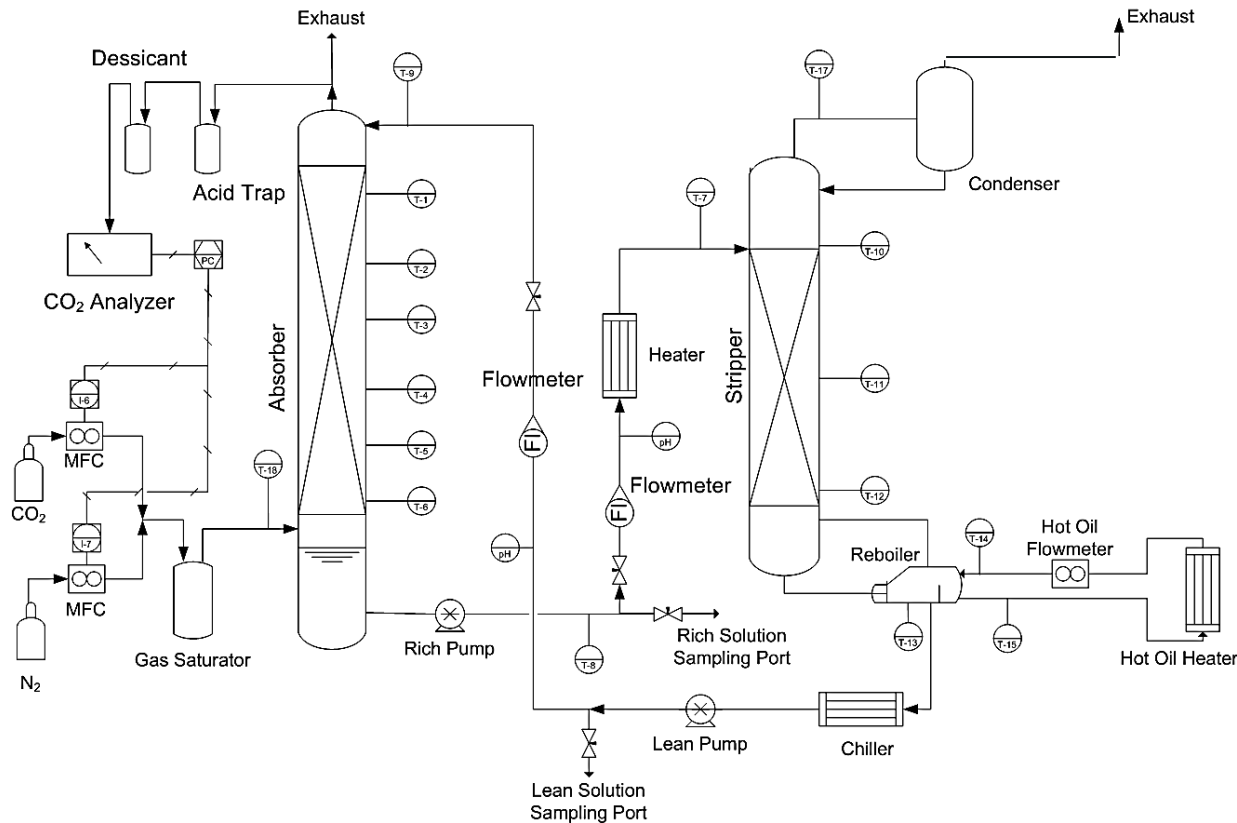 Exhaust
Exhaust
Dessicant
T-9
T-17
Acid Trap
Condenser
T-1
T-7
T-10
PC
T-2
CO₂ Analyzer
T-3
Heater
Absorber
Flowmeter
Stripper
T-11
I-6
T-4
MFC
FI
pH
T-5
CO₂
T-18
Flowmeter
T-12
T-6
FI
I-7
pH
Reboiler
T-14
Hot Oil
Flowmeter
MFC
Rich Pump
T-8
Rich Solution
Sampling Port
T-13
T-15
Hot Oil Heater
Gas Saturator
N₂
Lean Pump
Chiller
Lean Solution
Sampling Port